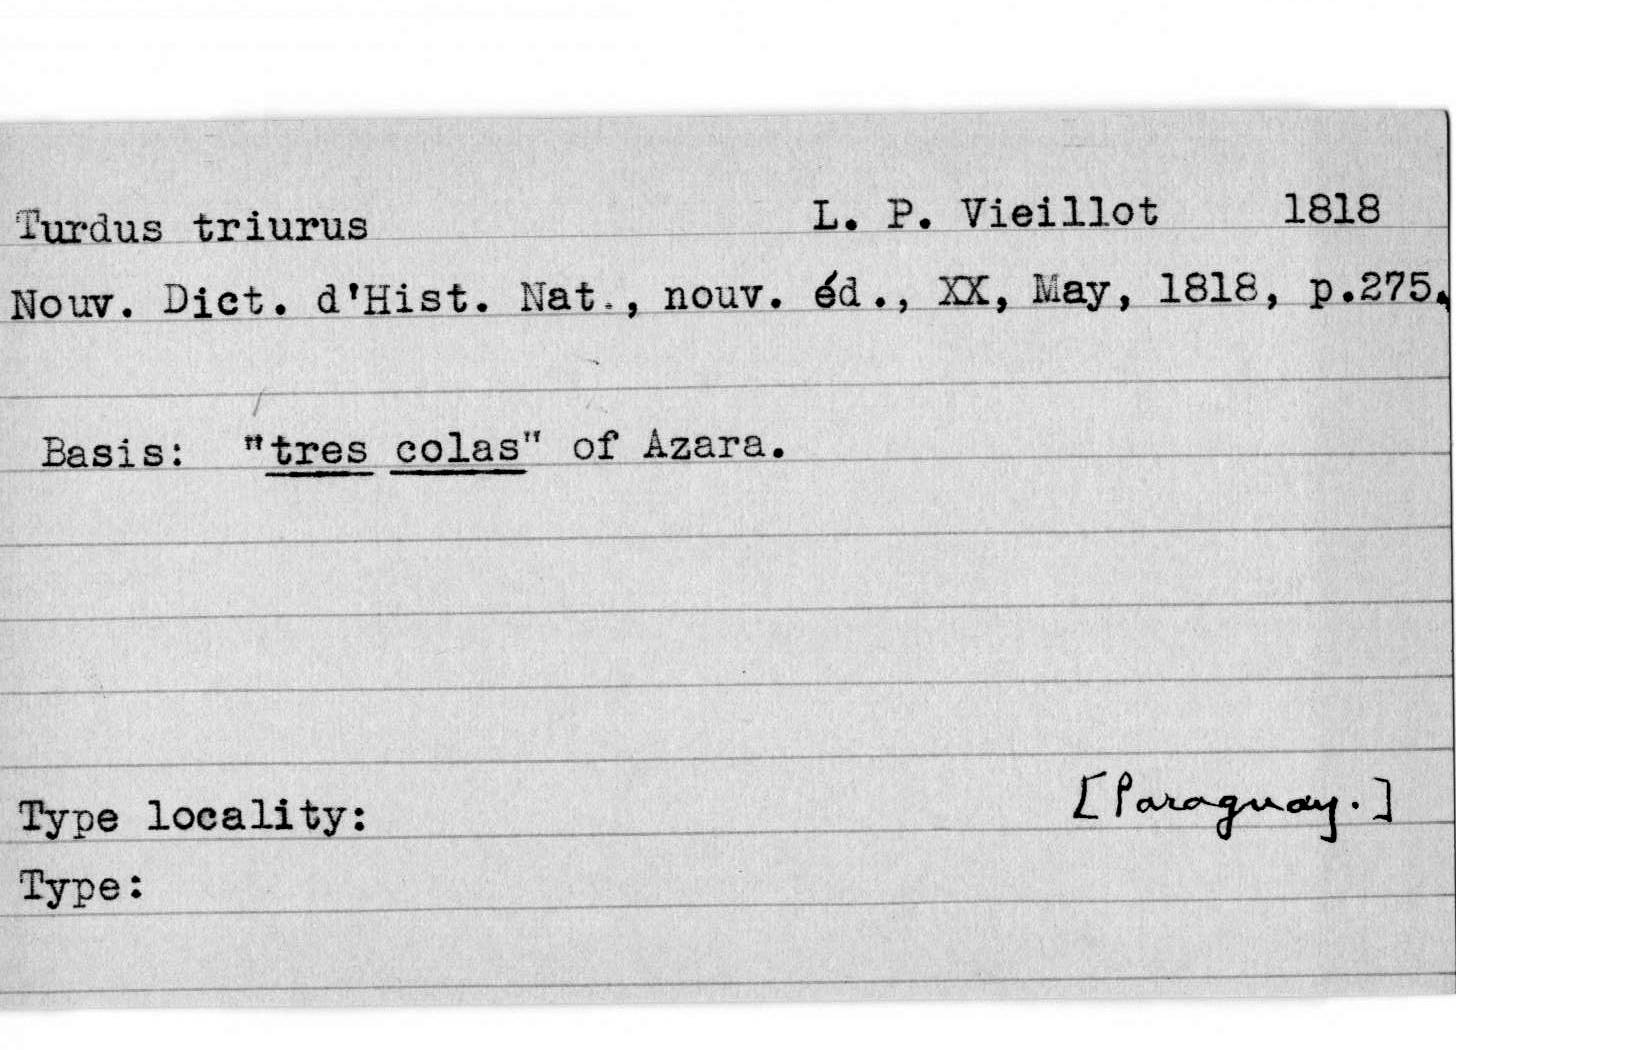 Turdus triurus L. P. Vieillot 1818
Nouv. Dict. d'Hist. Nat., nouv. éd., XX, May, 1818, p.275.
Basis: "tres colas" of Azara.
Type locality: [Paraguay.]
Type: